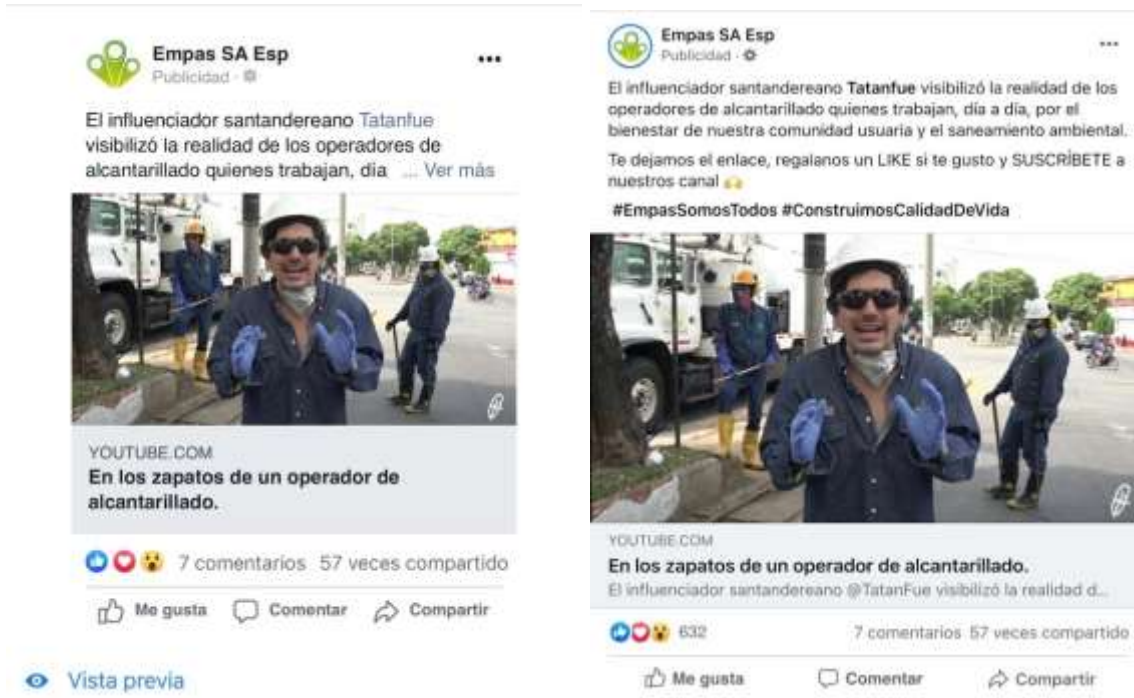 Empas SA Esp
Publicidad ·
El influenciador santandereano Tatanfue
visibilizó la realidad de los operadores de
alcantarillado quienes trabajan, día ... Ver más
YOUTUBE.COM
En los zapatos de un operador de
alcantarillado.
7 comentarios 57 veces compartido
Me gusta Comentar Compartir
Vista previa
Empas SA Esp
Publicidad ·
El influenciador santandereano Tatanfue visibilizó la realidad de los
operadores de alcantarillado quienes trabajan, día a día, por el
bienestar de nuestra comunidad usuaria y el saneamiento ambiental.
Te dejamos el enlace, regalanos un LIKE si te gusto y SUSCRÍBETE a
nuestros canal 🙌
#EmpasSomosTodos #ConstruimosCalidadDeVida
YOUTUBE.COM
En los zapatos de un operador de alcantarillado.
El influenciador santandereano @TatanFue visibilizó la realidad d...
632 7 comentarios 57 veces compartido
Me gusta Comentar Compartir